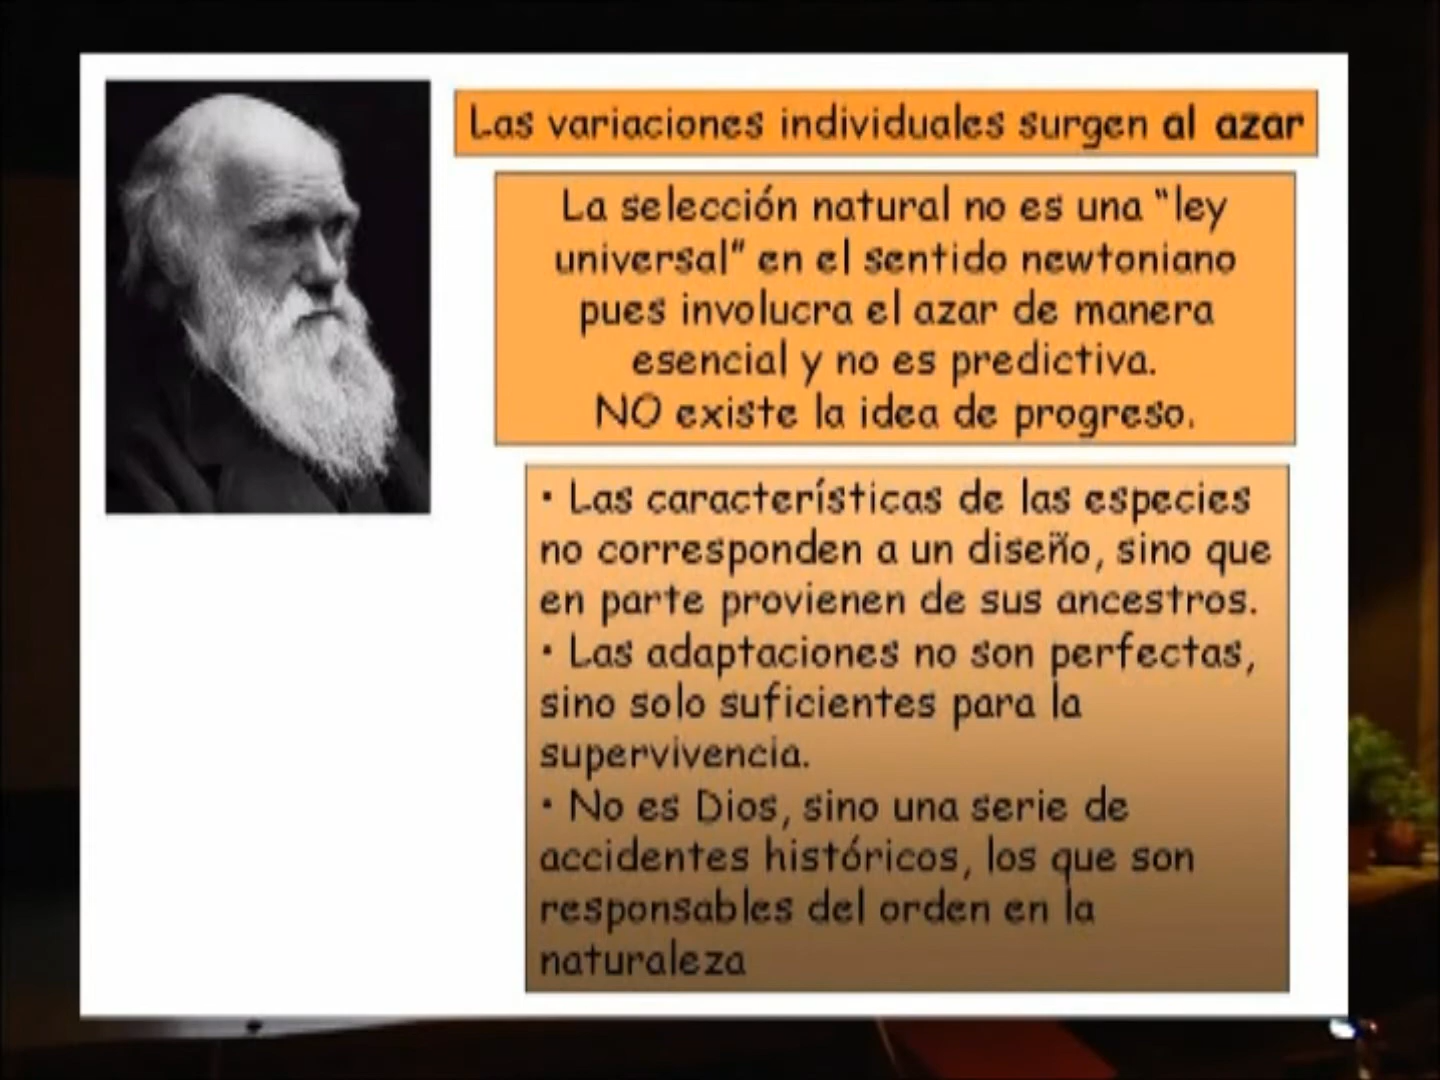 Las variaciones individuales surgen al azar
La selección natural no es una “ley
universal” en el sentido newtoniano
pues involucra el azar de manera
esencial y no es predictiva.
NO existe la idea de progreso.
• Las características de las especies
no corresponden a un diseño, sino que
en parte provienen de sus ancestros.
• Las adaptaciones no son perfectas,
sino solo suficientes para la
supervivencia.
• No es Dios, sino una serie de
accidentes históricos, los que son
responsables del orden en la
naturaleza